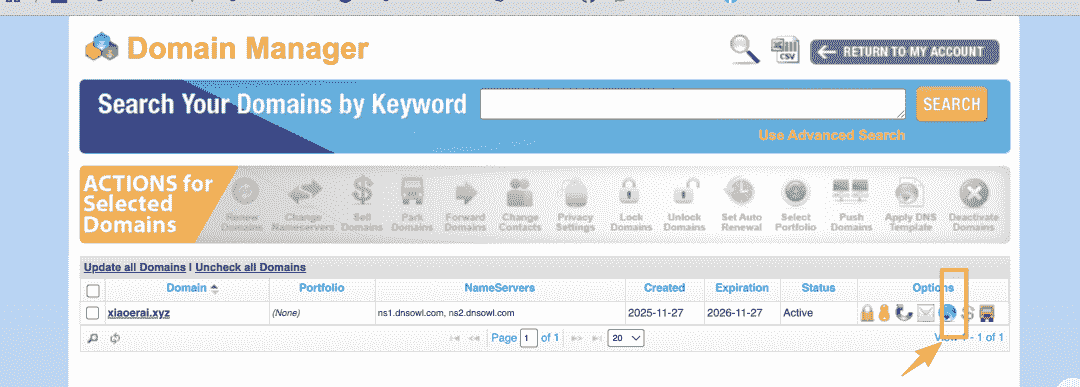 Domain Manager
CSV
RETURN TO MY ACCOUNT
Search Your Domains by Keyword
SEARCH
Use Advanced Search
ACTIONS for Selected Domains
Renew Domains
Change Nameservers
Sell Domains
Park Domains
Forward Domains
Change Contacts
Privacy Settings
Lock Domains
Unlock Domains
Set Auto Renewal
Select Portfolio
Push Domains
Apply DNS Template
Deactivate Domains
Update all Domains | Uncheck all Domains
Domain Portfolio NameServers Created Expiration Status Options
xiaoerai.xyz (None) ns1.dnsowl.com, ns2.dnsowl.com 2025-11-27 2026-11-27 Active
Page 1 of 1 20 View 1 - 1 of 1